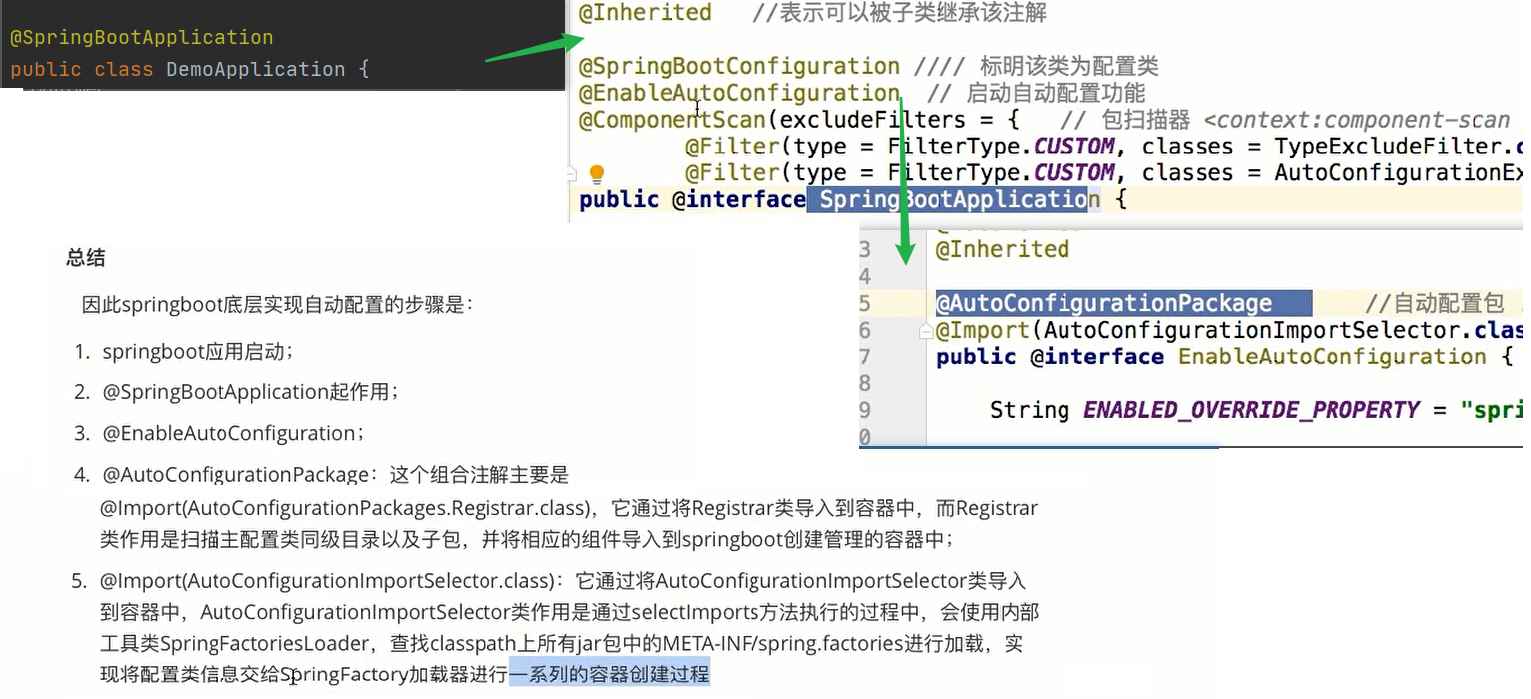 @SpringBootApplication
public class DemoApplication {
@Inherited //表示可以被子类继承该注解
@SpringBootConfiguration //// 标明该类为配置类
@EnableAutoConfiguration // 启动自动配置功能
@ComponentScan(excludeFilters = { // 包扫描器 <context:component-scan
@Filter(type = FilterType.CUSTOM, classes = TypeExcludeFilter.c
@Filter(type = FilterType.CUSTOM, classes = AutoConfigurationEx
public @interface SpringBootApplication {
3 @Inherited
4
5 @AutoConfigurationPackage //自动配置包
6 @Import(AutoConfigurationImportSelector.clas
7 public @interface EnableAutoConfiguration {
8
9 String ENABLED_OVERRIDE_PROPERTY = "spri
0
总结
因此springboot底层实现自动配置的步骤是：
1. springboot应用启动；
2. @SpringBootApplication起作用；
3. @EnableAutoConfiguration；
4. @AutoConfigurationPackage：这个组合注解主要是
@Import(AutoConfigurationPackages.Registrar.class)，它通过将Registrar类导入到容器中，而Registrar
类作用是扫描主配置类同级目录以及子包，并将相应的组件导入到springboot创建管理的容器中；
5. @Import(AutoConfigurationImportSelector.class)：它通过将AutoConfigurationImportSelector类导入
到容器中，AutoConfigurationImportSelector类作用是通过selectImports方法执行的过程中，会使用内部
工具类SpringFactoriesLoader，查找classpath上所有jar包中的META-INF/spring.factories进行加载，实
现将配置类信息交给SpringFactory加载器进行一系列的容器创建过程